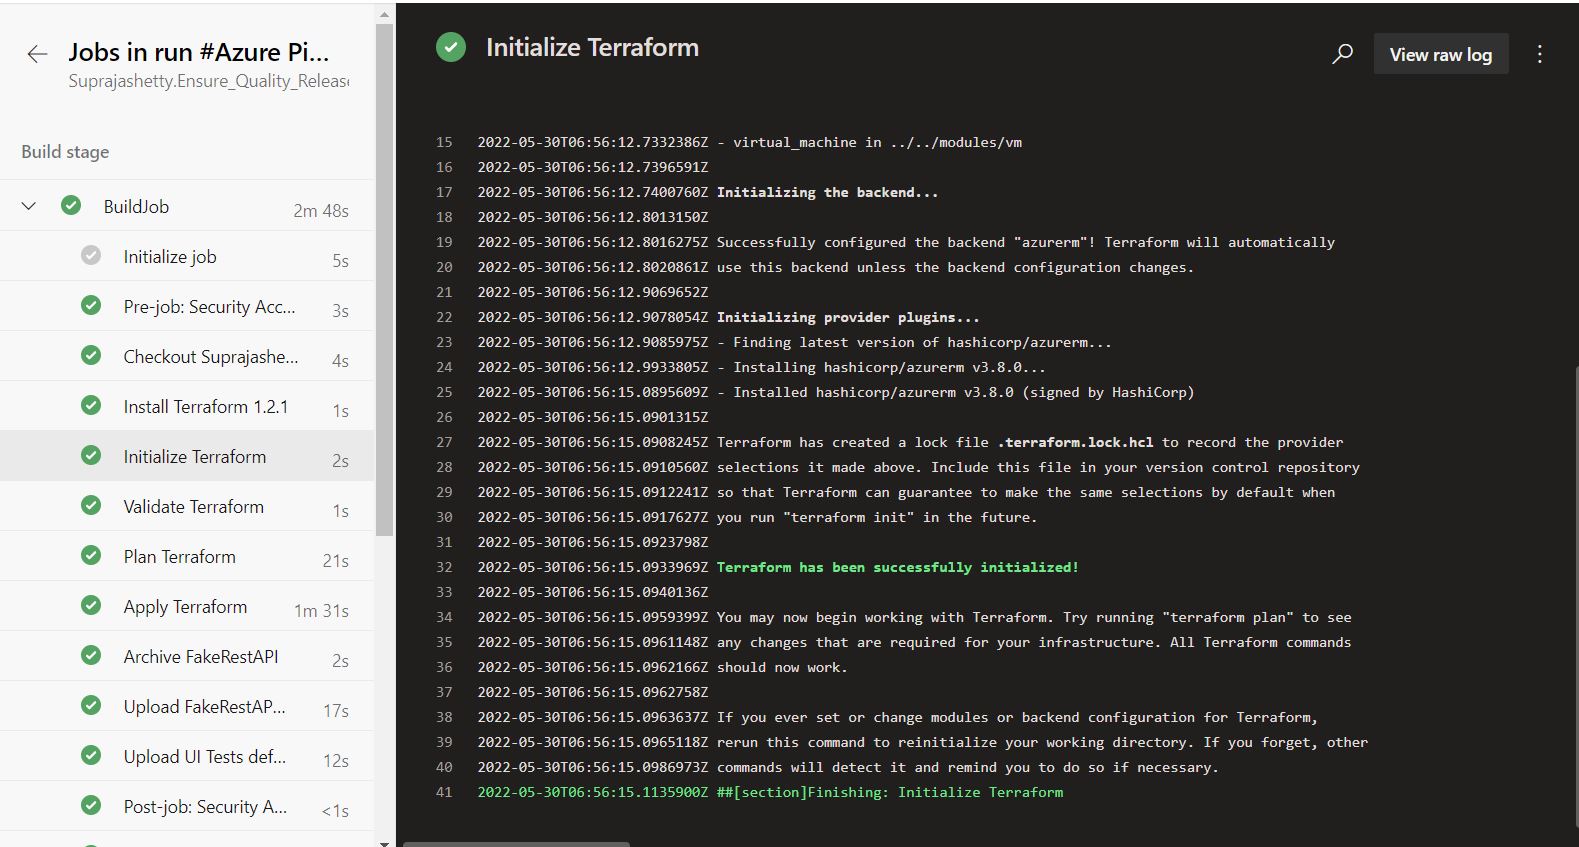 Jobs in run #Azure Pi...
Suprajashetty.Ensure_Quality_Release
Build stage
BuildJob 2m 48s
Initialize job 5s
Pre-job: Security Acc... 3s
Checkout Suprajashe... 4s
Install Terraform 1.2.1 1s
Initialize Terraform 2s
Validate Terraform 1s
Plan Terraform 21s
Apply Terraform 1m 31s
Archive FakeRestAPI 2s
Upload FakeRestAP... 17s
Upload UI Tests def... 12s
Post-job: Security A... <1s
Initialize Terraform
View raw log
15 2022-05-30T06:56:12.7332386Z - virtual_machine in ../../modules/vm
16 2022-05-30T06:56:12.7396591Z
17 2022-05-30T06:56:12.7400760Z Initializing the backend...
18 2022-05-30T06:56:12.8013150Z
19 2022-05-30T06:56:12.8016275Z Successfully configured the backend "azurerm"! Terraform will automatically
20 2022-05-30T06:56:12.8020861Z use this backend unless the backend configuration changes.
21 2022-05-30T06:56:12.9069652Z
22 2022-05-30T06:56:12.9078054Z Initializing provider plugins...
23 2022-05-30T06:56:12.9085975Z - Finding latest version of hashicorp/azurerm...
24 2022-05-30T06:56:12.9933805Z - Installing hashicorp/azurerm v3.8.0...
25 2022-05-30T06:56:15.0895609Z - Installed hashicorp/azurerm v3.8.0 (signed by HashiCorp)
26 2022-05-30T06:56:15.0901315Z
27 2022-05-30T06:56:15.0908245Z Terraform has created a lock file .terraform.lock.hcl to record the provider
28 2022-05-30T06:56:15.0910560Z selections it made above. Include this file in your version control repository
29 2022-05-30T06:56:15.0912241Z so that Terraform can guarantee to make the same selections by default when
30 2022-05-30T06:56:15.0917627Z you run "terraform init" in the future.
31 2022-05-30T06:56:15.0923798Z
32 2022-05-30T06:56:15.0933969Z Terraform has been successfully initialized!
33 2022-05-30T06:56:15.0940136Z
34 2022-05-30T06:56:15.0959399Z You may now begin working with Terraform. Try running "terraform plan" to see
35 2022-05-30T06:56:15.0961148Z any changes that are required for your infrastructure. All Terraform commands
36 2022-05-30T06:56:15.0962166Z should now work.
37 2022-05-30T06:56:15.0962758Z
38 2022-05-30T06:56:15.0963637Z If you ever set or change modules or backend configuration for Terraform,
39 2022-05-30T06:56:15.0965118Z rerun this command to reinitialize your working directory. If you forget, other
40 2022-05-30T06:56:15.0986973Z commands will detect it and remind you to do so if necessary.
41 2022-05-30T06:56:15.1135900Z ##[section]Finishing: Initialize Terraform